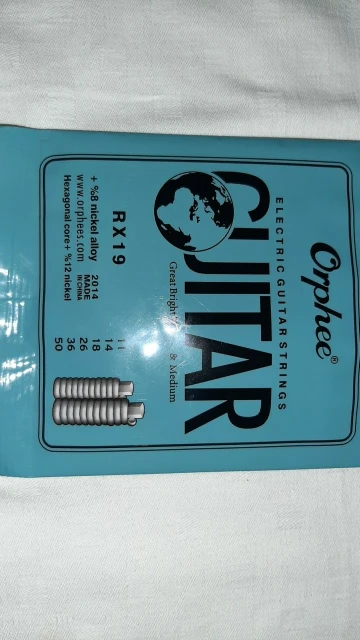 Orphee®
ELECTRIC GUITAR STRINGS
GUITAR
Great Bright
& Medium
RX19
+ %8 nickel alloy
www.orphees.com
Hexagonal core+ %12 nickel
2014
MADE
IN CHINA
11
14
18
26
36
50